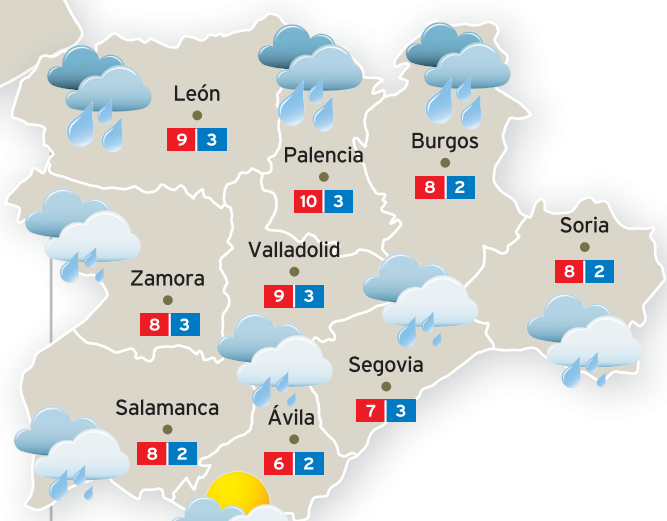 León
9 3
Palencia
10 3
Burgos
8 2
Soria
8 2
Zamora
8 3
Valladolid
9 3
Segovia
7 3
Salamanca
8 2
Ávila
6 2